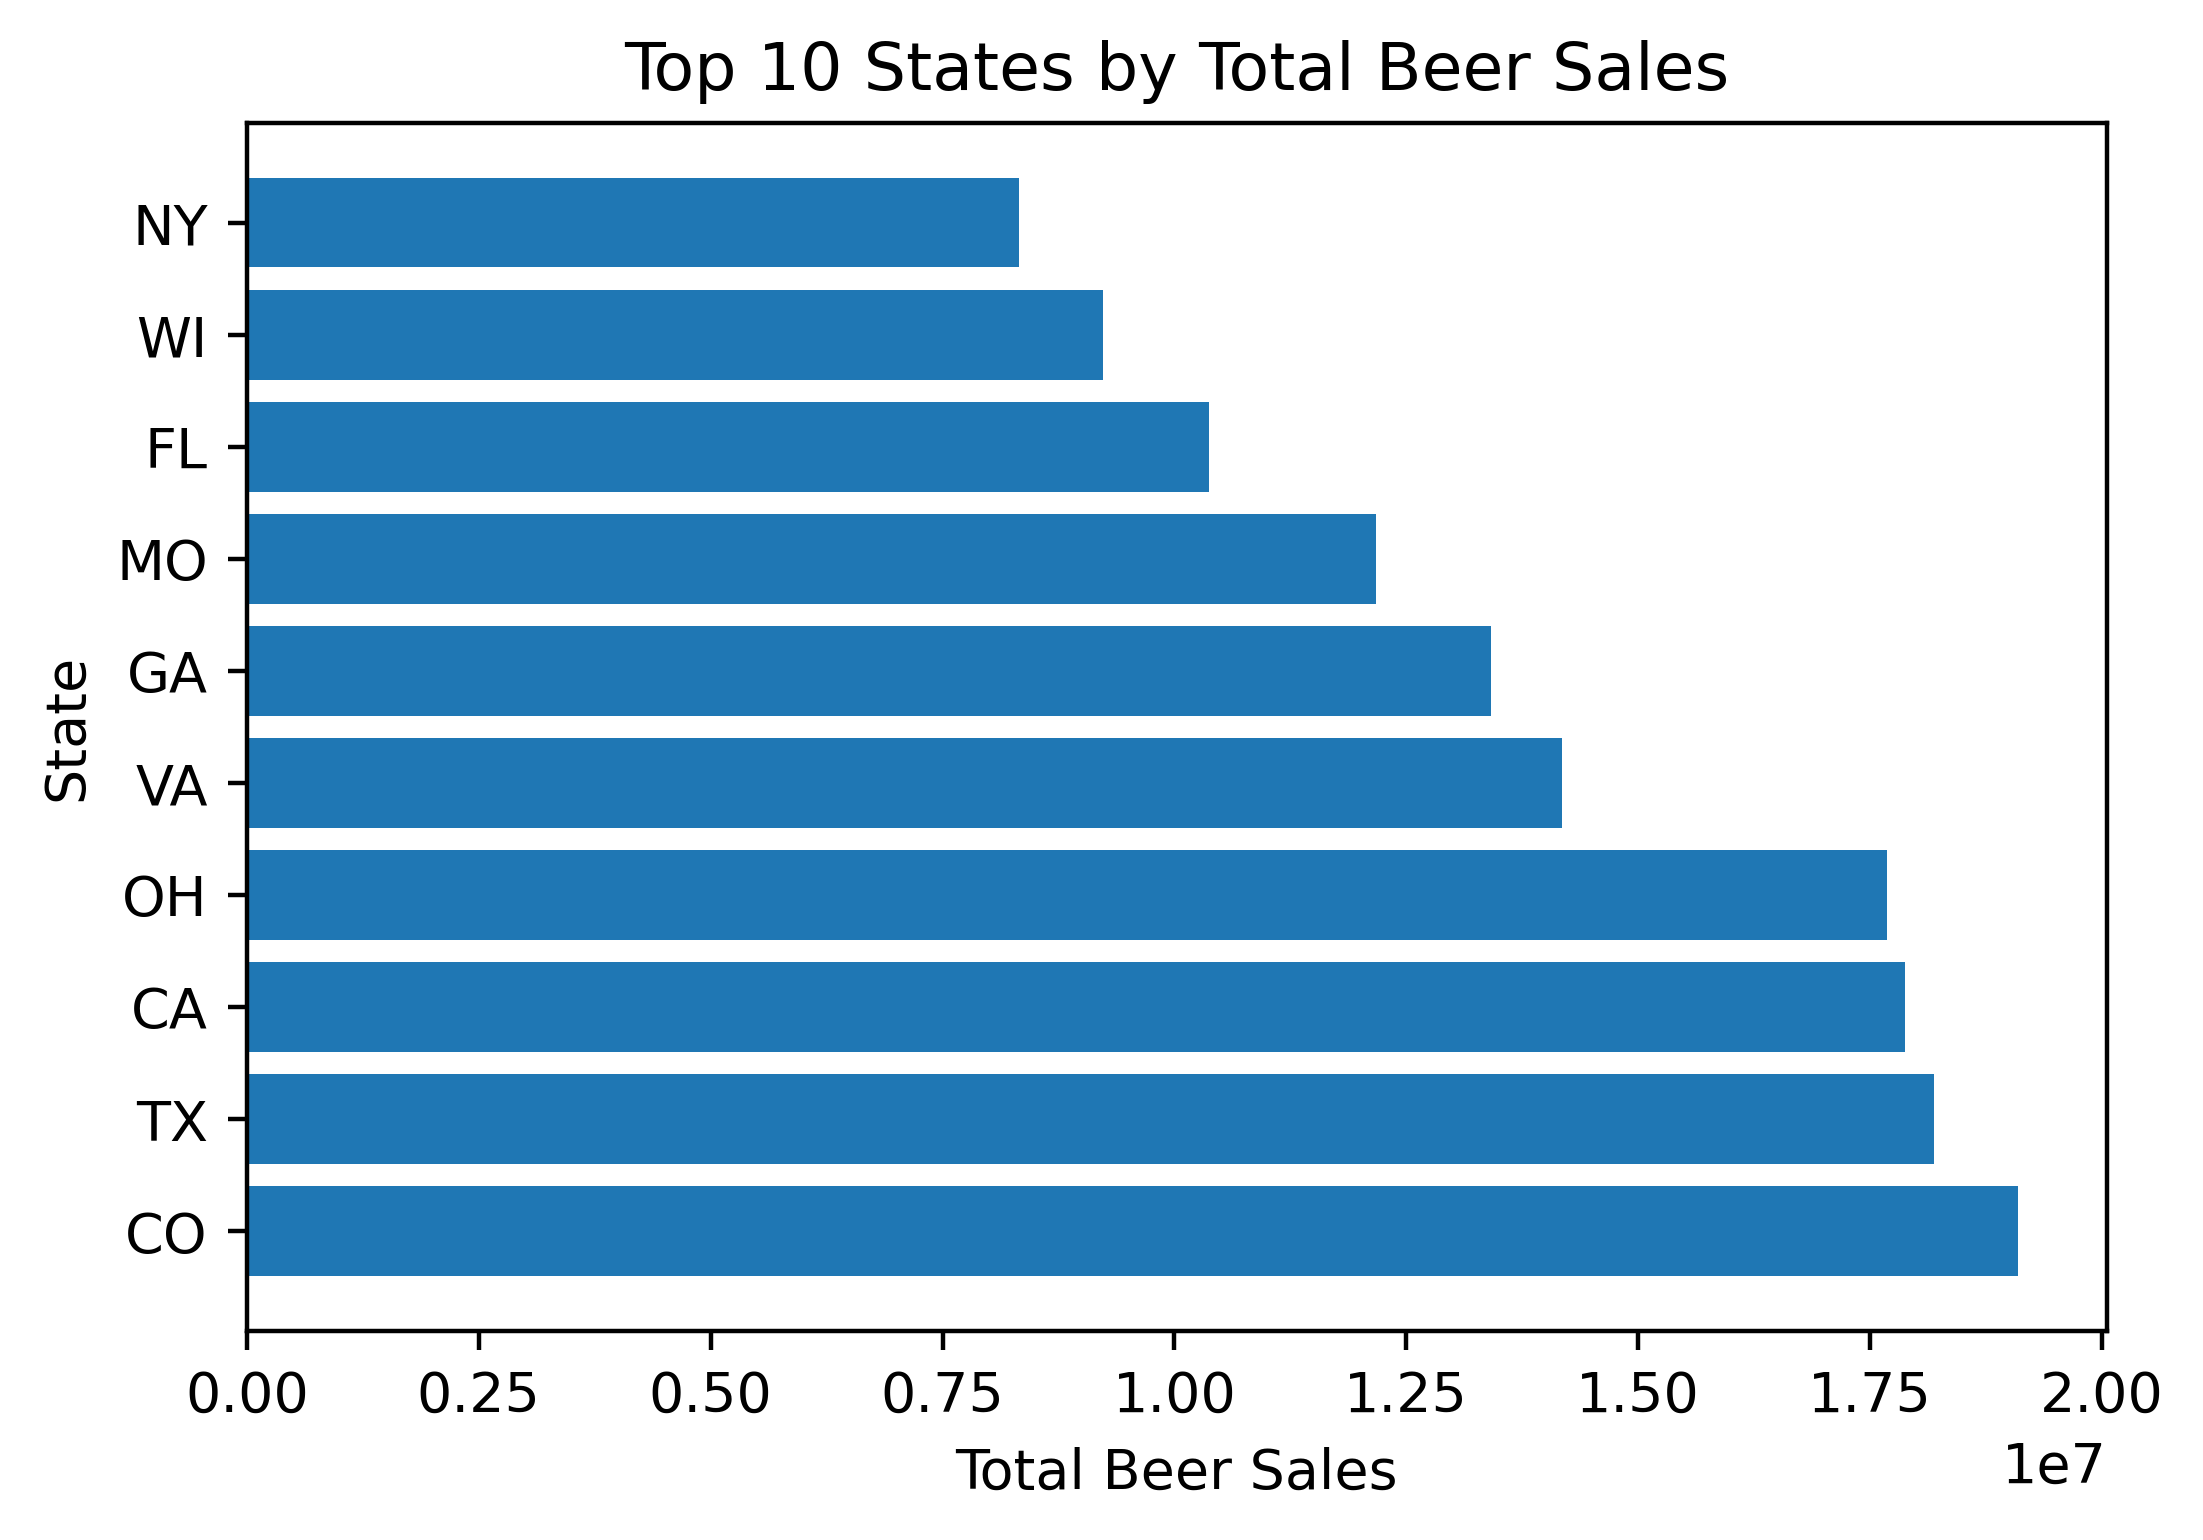 Top 10 States by Total Beer Sales
NY
WI
FL
MO
GA
VA
OH
CA
TX
CO
State
0.00 0.25 0.50 0.75 1.00 1.25 1.50 1.75 2.00
1e7
Total Beer Sales